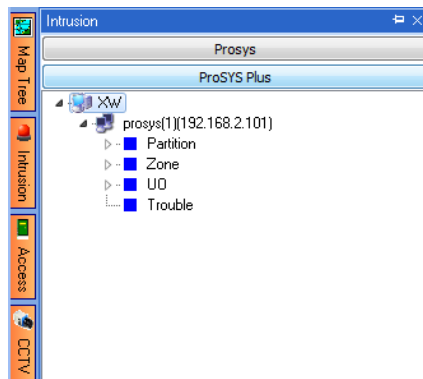 Intrusion
Prosys
ProSYS Plus
XW
prosys(1)(192.168.2.101)
Partition
Zone
UO
Trouble
Map Tree
Intrusion
Access
CCTV